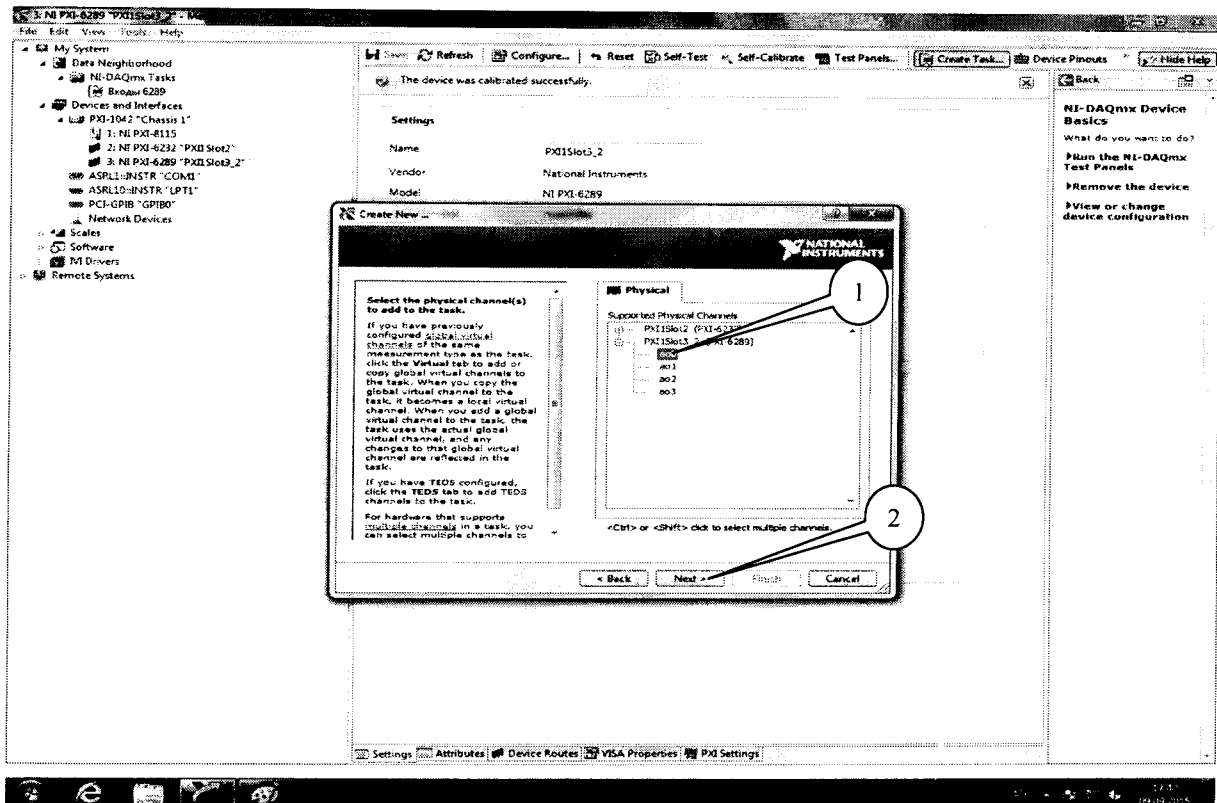 3: NI PXI-6289 "PXI1Slot3_2" - M
File Edit View Tools Help
My System
Data Neighborhood
NI-DAQmx Tasks
Входы 6289
Devices and Interfaces
PXI-1042 "Chassis 1"
1: NI PXI-8115
2: NI PXI-6232 "PXI1Slot2"
3: NI PXI-6289 "PXI1Slot3_2"
ASRL1::INSTR "COM1"
ASRL10::INSTR "LPT1"
PCI-GPIB "GPIB0"
Network Devices
Scales
Software
IVI Drivers
Remote Systems
Save Refresh Configure... Reset Self-Test Self-Calibrate Test Panels... Create Task... Device Pinouts » Hide Help
The device was calibrated successfully.
Settings
Name PXI1Slot3_2
Vendor National Instruments
Model NI PXI-6289
Back
NI-DAQmx Device
Basics
What do you want to do?
Run the NI-DAQmx
Test Panels
Remove the device
View or change
device configuration
Create New ...
NATIONAL
INSTRUMENTS
Select the physical channel(s)
to add to the task.
If you have previously
configured global virtual
channels of the same
measurement type as the task,
click the Virtual tab to add or
copy global virtual channels to
the task. When you copy the
global virtual channel to the
task, it becomes a local virtual
channel. When you add a global
virtual channel to the task, the
task uses the actual global
virtual channel, and any
changes to that global virtual
channel are reflected in the
task.
If you have TEDS configured,
click the TEDS tab to add TEDS
channels to the task.
For hardware that supports
multiple channels in a task, you
can select multiple channels to
Physical
1
Supported Physical Channels
PXI1Slot2 (PXI-6232)
PXI1Slot3_2 (PXI-6289)
ao0
ao1
ao2
ao3
2
<Ctrl> or <Shift> click to select multiple channels.
< Back Next > Finish Cancel
Settings Attributes Device Routes VISA Properties PXI Settings